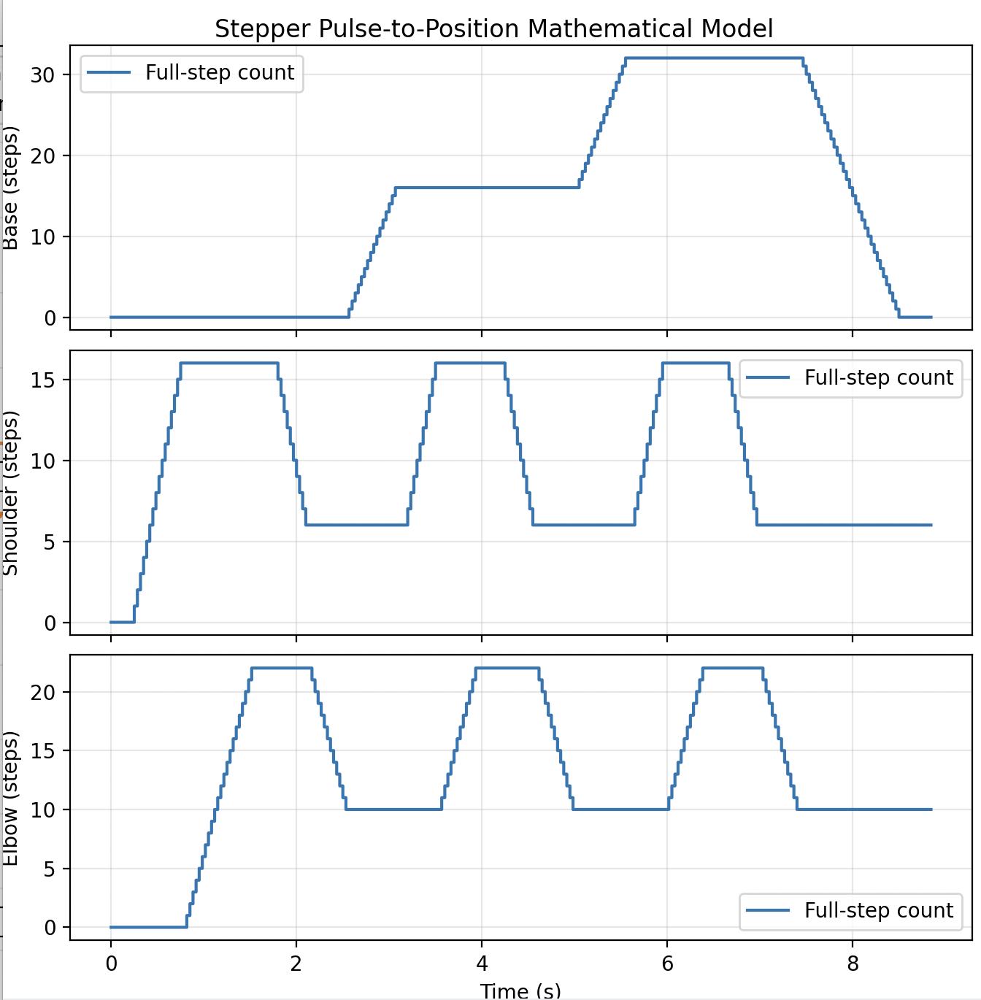 Stepper Pulse-to-Position Mathematical Model
Full-step count
30
20
10
0
Base (steps)
Full-step count
15
10
5
0
Shoulder (steps)
20
15
10
5
0
Elbow (steps)
Full-step count
0 2 4 6 8
Time (s)